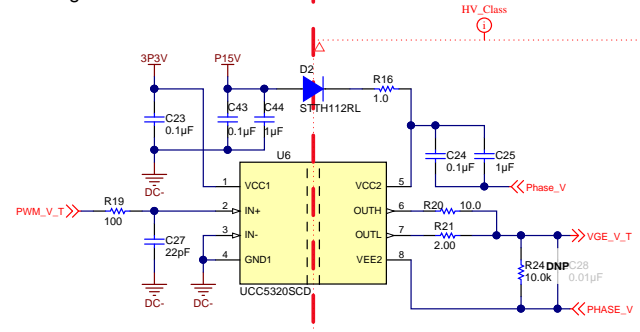 HV_Class
i
3P3V
P15V
D2
STTH112RL
R16
1.0
C23
0.1µF
C43
0.1µF
C44
1µF
C24
0.1µF
C25
1µF
Phase_V
DC-
U6
1
VCC1
VCC2
5
PWM_V_T
R19
100
2
IN+
OUTH
6
R20
10.0
3
IN-
OUTL
7
R21
2.00
VGE_V_T
4
GND1
VEE2
8
C27
22pF
R24
10.0k
DNP
C28
0.01µF
UCC5320SCD
DC-
DC-
PHASE_V